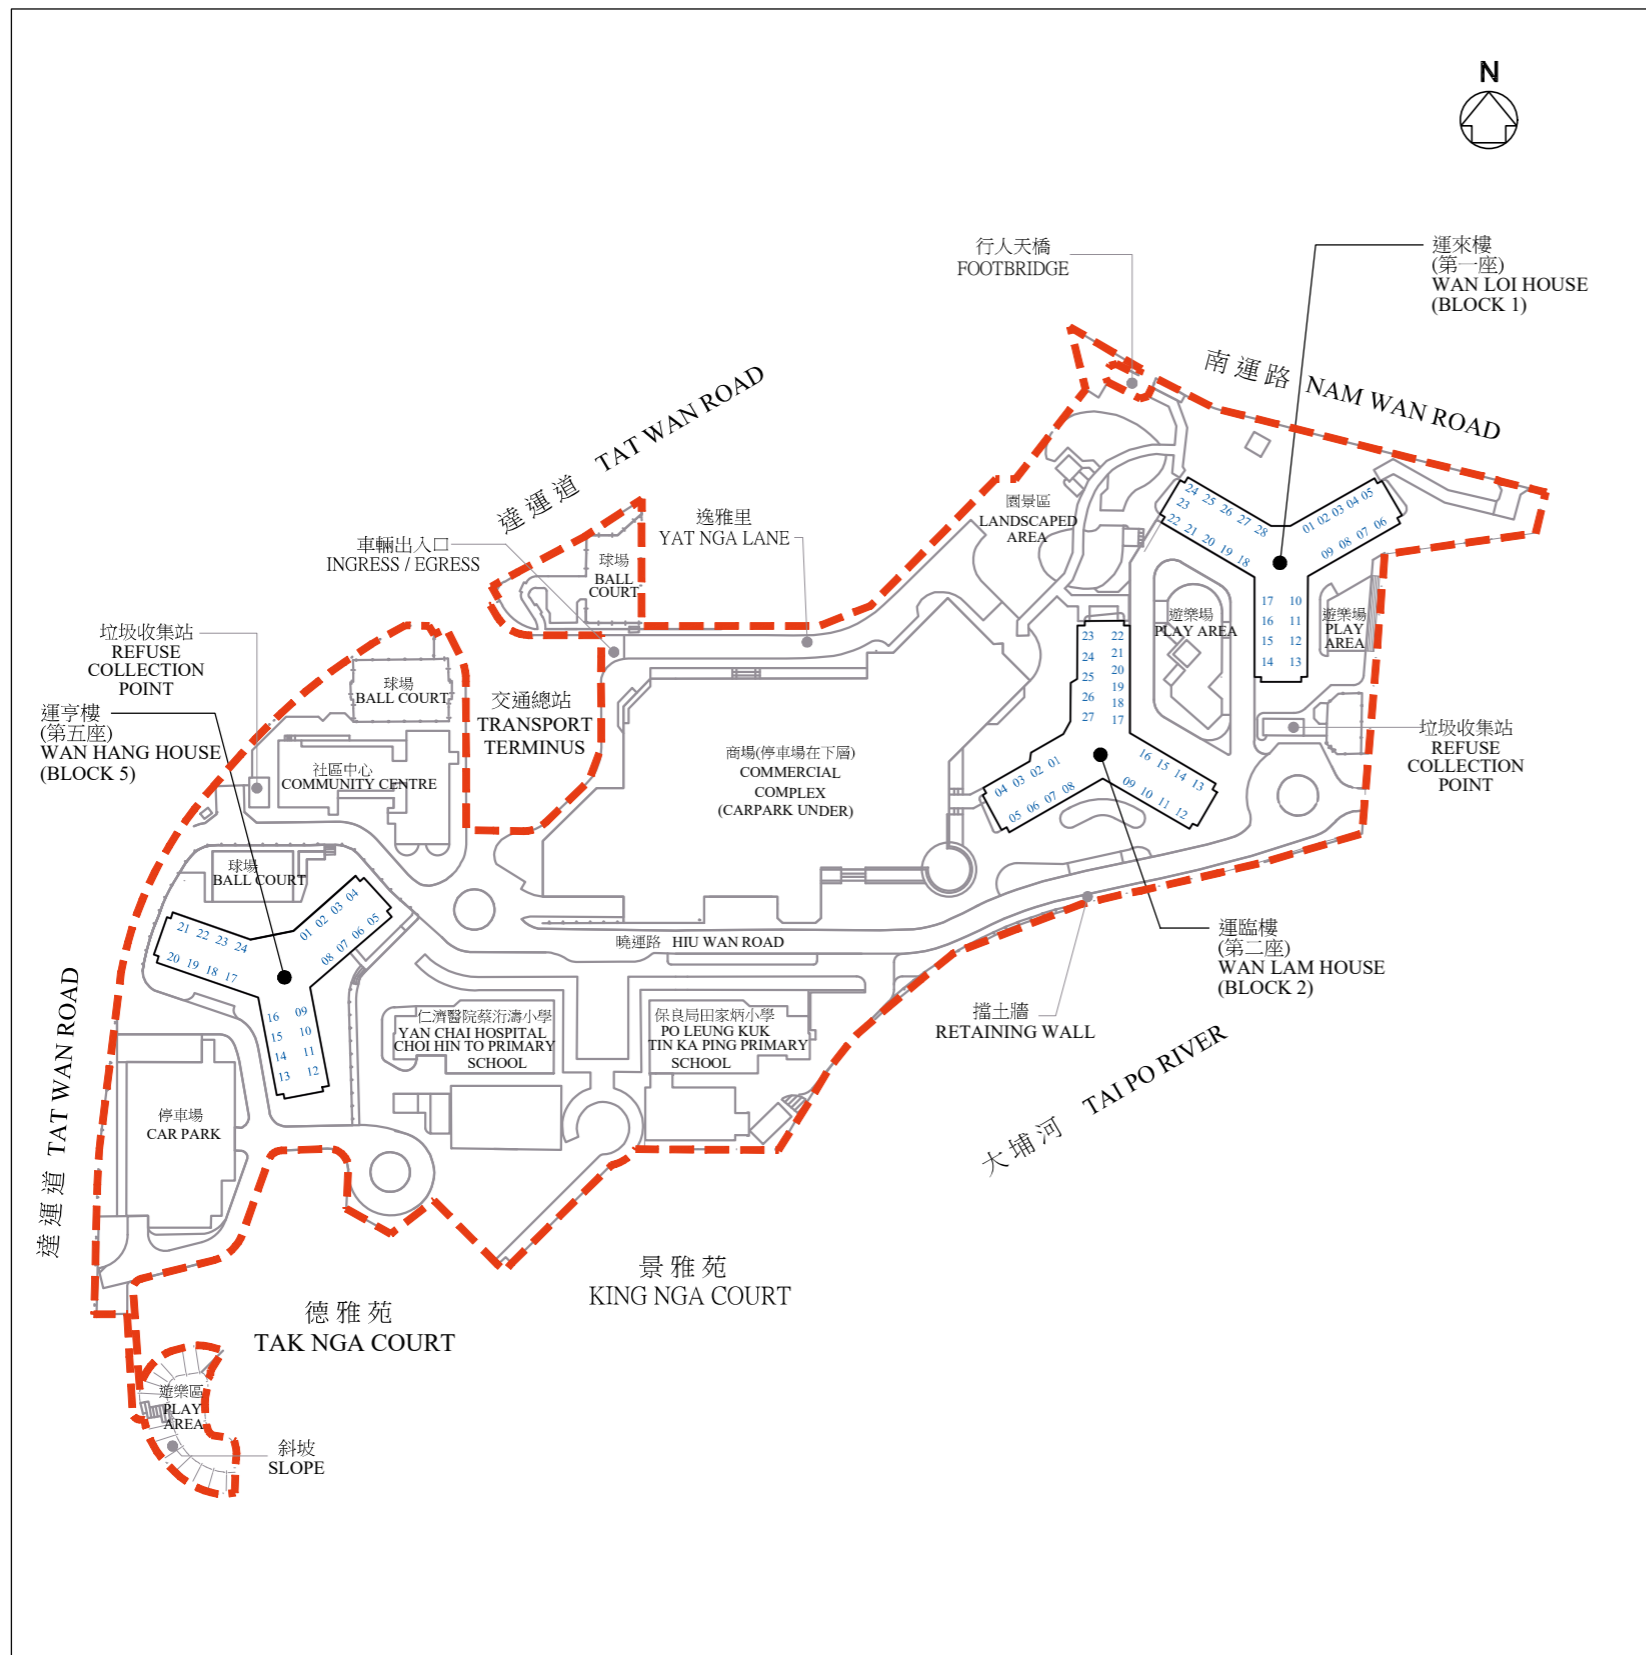 N
行人天橋
FOOTBRIDGE
運來樓
(第一座)
WAN LOI HOUSE
(BLOCK 1)
南運路 NAM WAN ROAD
達運道 TAT WAN ROAD
園景區
LANDSCAPED
AREA
逸雅里
YAT NGA LANE
車輛出入口
INGRESS / EGRESS
球場
BALL
COURT
24 25 26 27 28
23
22 21 20 19 18
01 02 03 04 05
09 08 07 06
17 10
16 11
15 12
14 13
遊樂場
PLAY AREA
遊樂場
PLAY
AREA
垃圾收集站
REFUSE
COLLECTION
POINT
運亨樓
(第五座)
WAN HANG HOUSE
(BLOCK 5)
球場
BALL COURT
交通總站
TRANSPORT
TERMINUS
社區中心
COMMUNITY CENTRE
商場(停車場在下層)
COMMERCIAL
COMPLEX
(CARPARK UNDER)
23 22
24 21
25 20
26 19
27 18
17
04 03 02 01
05 06 07 08
16 15 14 13
09 10 11 12
垃圾收集站
REFUSE
COLLECTION
POINT
球場
BALL COURT
21 22 23 24
20 19 18 17
01 02 03 04
08 07 06 05
16 09
15 10
14 11
13 12
曉運路 HIU WAN ROAD
運臨樓
(第二座)
WAN LAM HOUSE
(BLOCK 2)
擋土牆
RETAINING WALL
仁濟醫院蔡衍濤小學
YAN CHAI HOSPITAL
CHOI HIN TO PRIMARY
SCHOOL
保良局田家炳小學
PO LEUNG KUK
TIN KA PING PRIMARY
SCHOOL
大埔河 TAI PO RIVER
達運道 TAT WAN ROAD
停車場
CAR PARK
景雅苑
KING NGA COURT
德雅苑
TAK NGA COURT
遊樂區
PLAY
AREA
斜坡
SLOPE